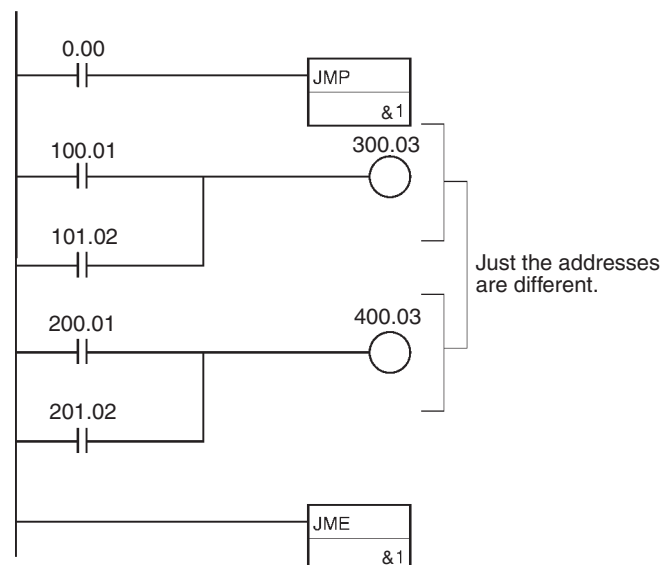 0.00
JMP
&1
100.01
300.03
101.02
Just the addresses
are different.
200.01
400.03
201.02
JME
&1